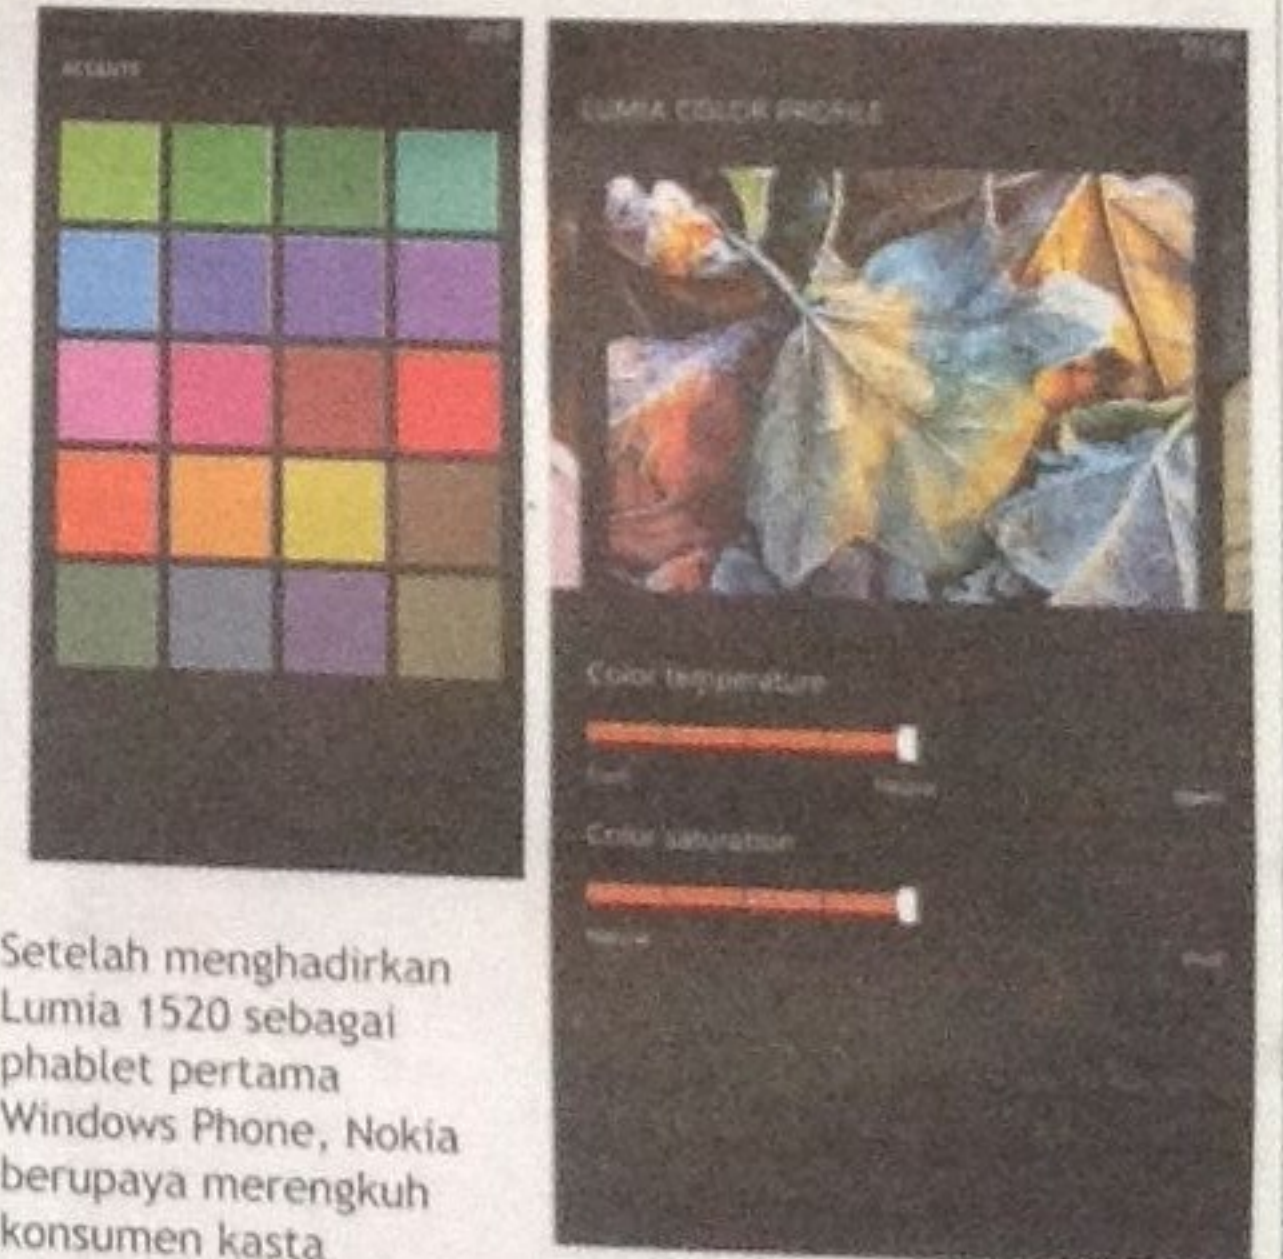 ACCENTS
LUMIA COLOR PROFILE
Color temperature
Color saturation
Setelah menghadirkan
Lumia 1520 sebagai
phablet pertama
Windows Phone, Nokia
berupaya merengkuh
konsumen kasta